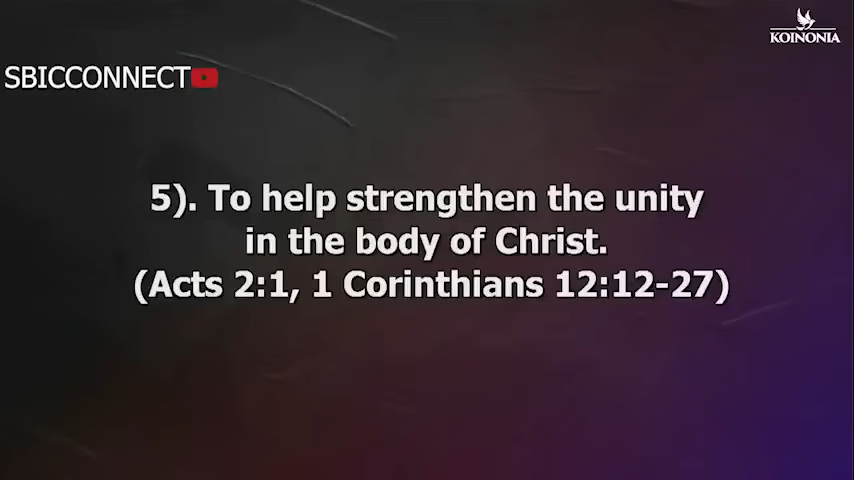 KOINONIA
SBICCONNECT
5). To help strengthen the unity
in the body of Christ.
(Acts 2:1, 1 Corinthians 12:12-27)